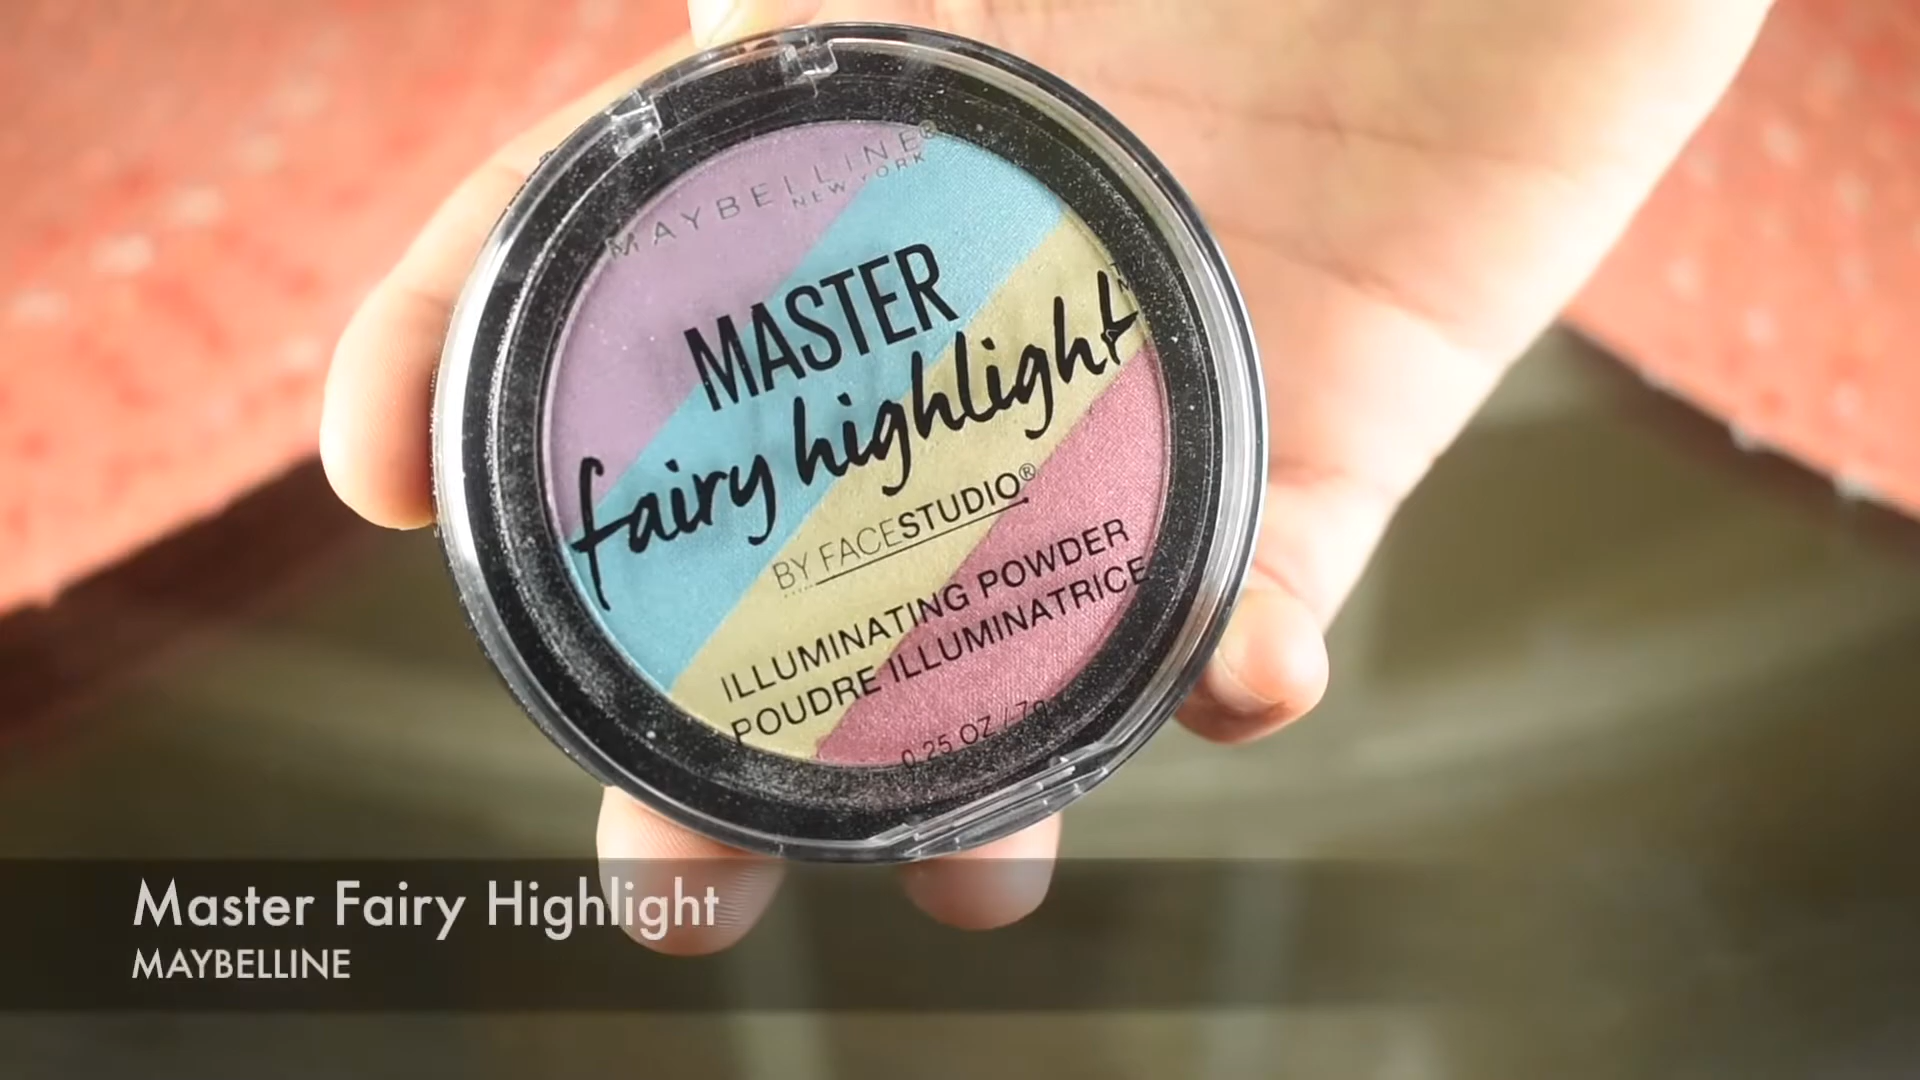 MAYBELLINE®
NEW YORK
MASTER
fairy highlight
BY FACESTUDIO®
ILLUMINATING POWDER
POUDRE ILLUMINATRICE
0.25 OZ / 7g
Master Fairy Highlight
MAYBELLINE